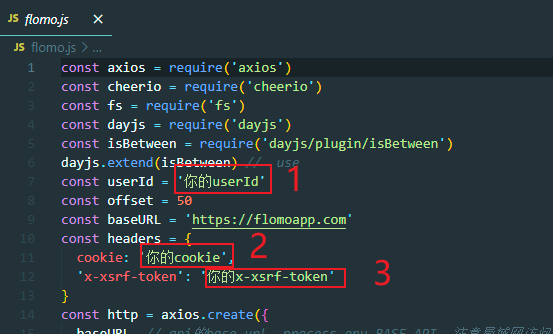 JS flomo.js ×
JS flomo.js > ...
1 const axios = require('axios')
2 const cheerio = require('cheerio')
3 const fs = require('fs')
4 const dayjs = require('dayjs')
5 const isBetween = require('dayjs/plugin/isBetween')
6 dayjs.extend(isBetween) // use
7 const userId = '你的userId' 1
8 const offset = 50
9 const baseURL = 'https://flomoapp.com'
10 const headers = {
11 cookie: '你的cookie', 2
12 'x-xsrf-token': '你的x-xsrf-token' 3
13 }
14 const http = axios.create({
baseURL, // api的base_url process.env.BASE_API